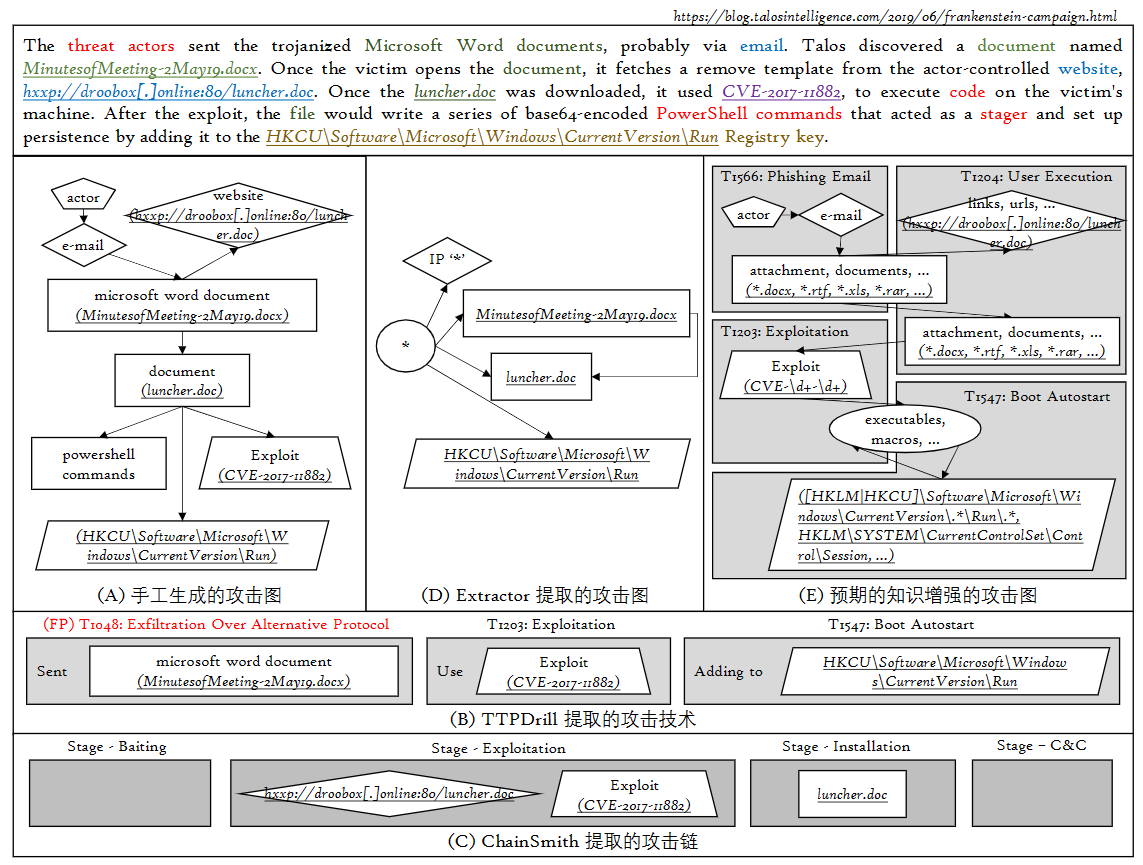 https://blog.talosintelligence.com/2019/06/frankenstein-campaign.html
The threat actors sent the trojanized Microsoft Word documents, probably via email. Talos discovered a document named
MinutesofMeeting-2May19.docx. Once the victim opens the document, it fetches a remove template from the actor-controlled website,
hxxp://droobox[.]online:80/luncher.doc. Once the luncher.doc was downloaded, it used CVE-2017-11882, to execute code on the victim's
machine. After the exploit, the file would write a series of base64-encoded PowerShell commands that acted as a stager and set up
persistence by adding it to the HKCU\Software\Microsoft\Windows\CurrentVersion\Run Registry key.
actor
website
(hxxp://droobox[.]online:80/lunch
er.doc)
e-mail
microsoft word document
(MinutesofMeeting-2May19.docx)
document
(luncher.doc)
powershell
commands
Exploit
(CVE-2017-11882)
(HKCU\Software\Microsoft\W
indows\CurrentVersion\Run)
(A) 手工生成的攻击图
IP ‘*’
MinutesofMeeting-2May19.docx
*
luncher.doc
HKCU\Software\Microsoft\W
indows\CurrentVersion\Run
(D) Extractor 提取的攻击图
T1566: Phishing Email
actor
e-mail
attachment, documents, ...
(*.docx, *.rtf, *.xls, *.rar, ...)
T1204: User Execution
links, urls, ...
(hxxp://droobox[.]online:80/lunch
er.doc)
attachment, documents, ...
(*.docx, *.rtf, *.xls, *.rar, ...)
T1203: Exploitation
Exploit
(CVE-\d+-\d+)
T1547: Boot Autostart
executables,
macros, ...
([HKLM|HKCU]\Software\Microsoft\Wi
ndows\CurrentVersion\.*\Run\.*,
HKLM\SYSTEM\CurrentControlSet\Cont
rol\Session, ...)
(E) 预期的知识增强的攻击图
(FP) T1048: Exfiltration Over Alternative Protocol
Sent
microsoft word document
(MinutesofMeeting-2May19.docx)
T1203: Exploitation
Use
Exploit
(CVE-2017-11882)
T1547: Boot Autostart
Adding to
HKCU\Software\Microsoft\Window
s\CurrentVersion\Run
(B) TTPDrill 提取的攻击技术
Stage - Baiting
Stage - Exploitation
hxxp://droobox[.]online:80/luncher.doc
Exploit
(CVE-2017-11882)
Stage - Installation
luncher.doc
Stage – C&C
(C) ChainSmith 提取的攻击链